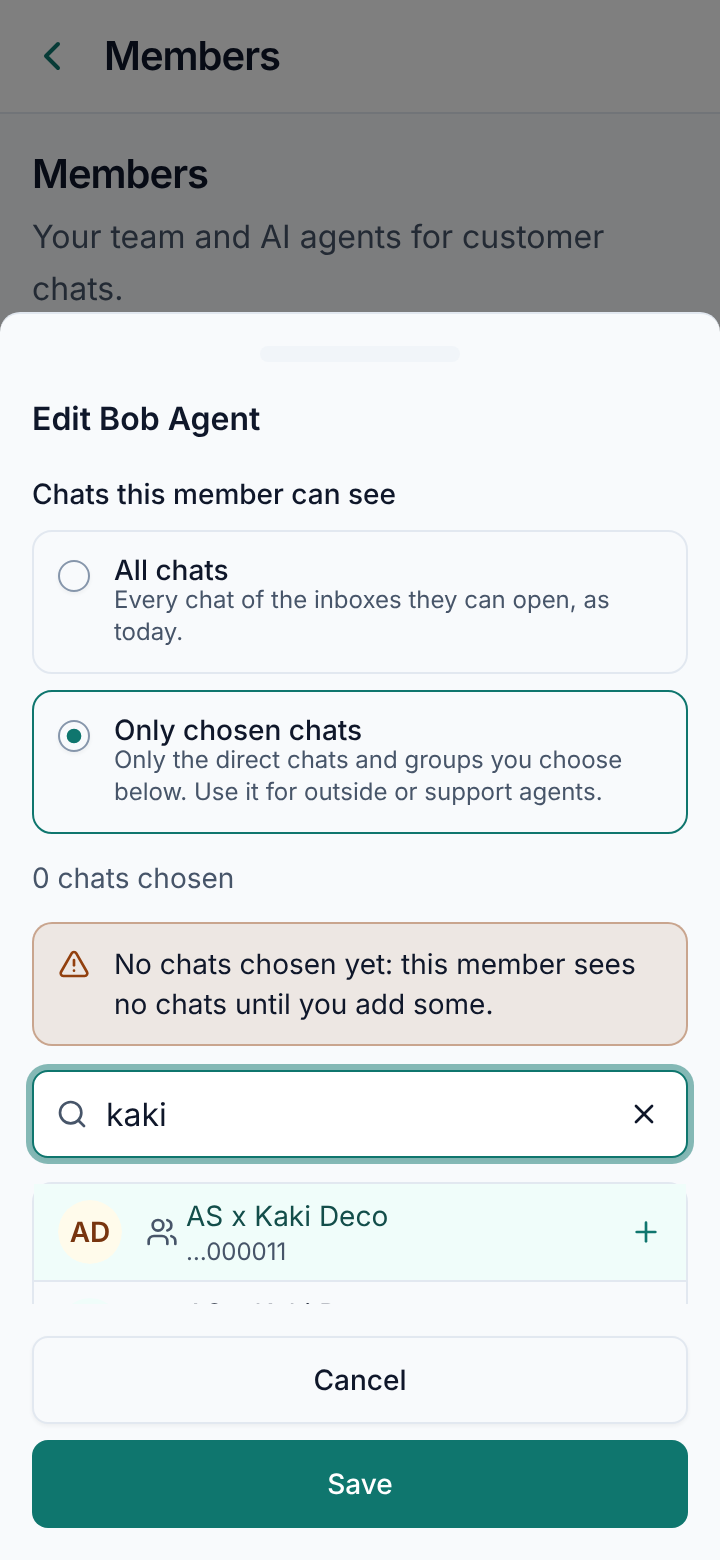 Members
Members
Your team and AI agents for customer
chats.
Edit Bob Agent
Chats this member can see
All chats
Every chat of the inboxes they can open, as
today.
Only chosen chats
Only the direct chats and groups you choose
below. Use it for outside or support agents.
0 chats chosen
No chats chosen yet: this member sees
no chats until you add some.
kaki
AD
AS x Kaki Deco
...000011
Cancel
Save